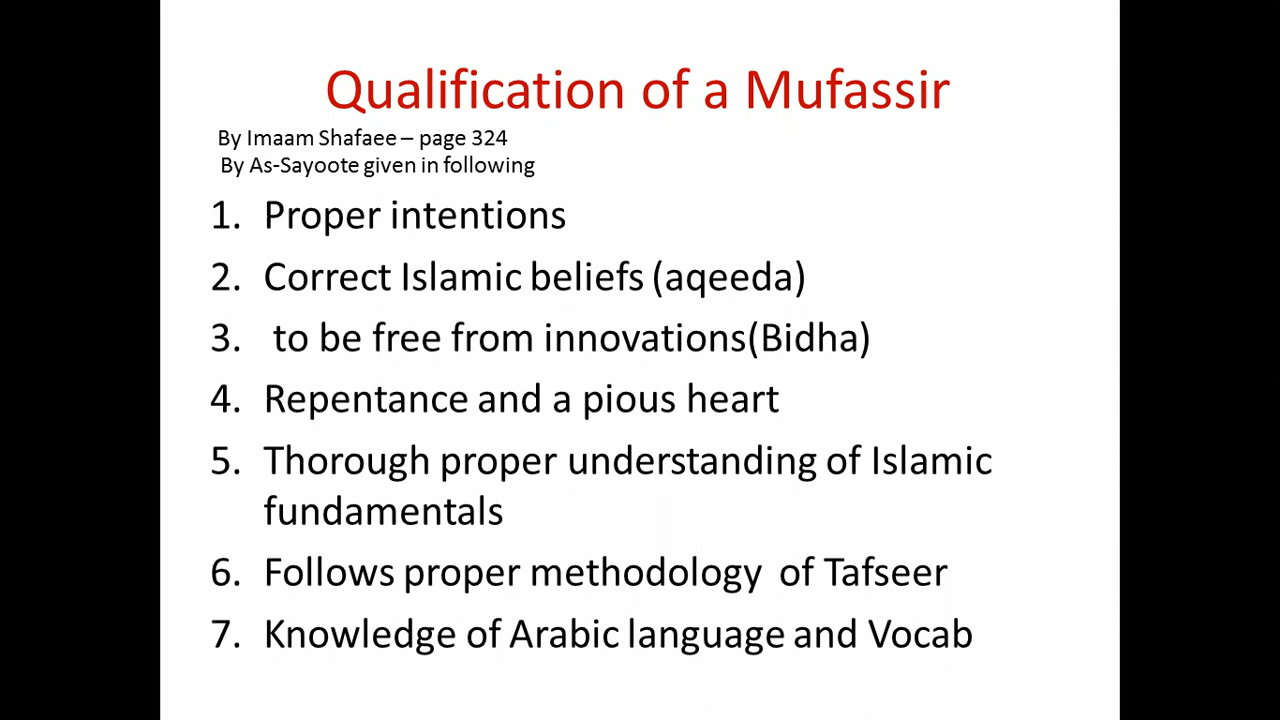 Qualification of a Mufassir
By Imaam Shafaee – page 324
By As-Sayoote given in following
1. Proper intentions
2. Correct Islamic beliefs (aqeeda)
3. to be free from innovations(Bidha)
4. Repentance and a pious heart
5. Thorough proper understanding of Islamic
fundamentals
6. Follows proper methodology of Tafseer
7. Knowledge of Arabic language and Vocab